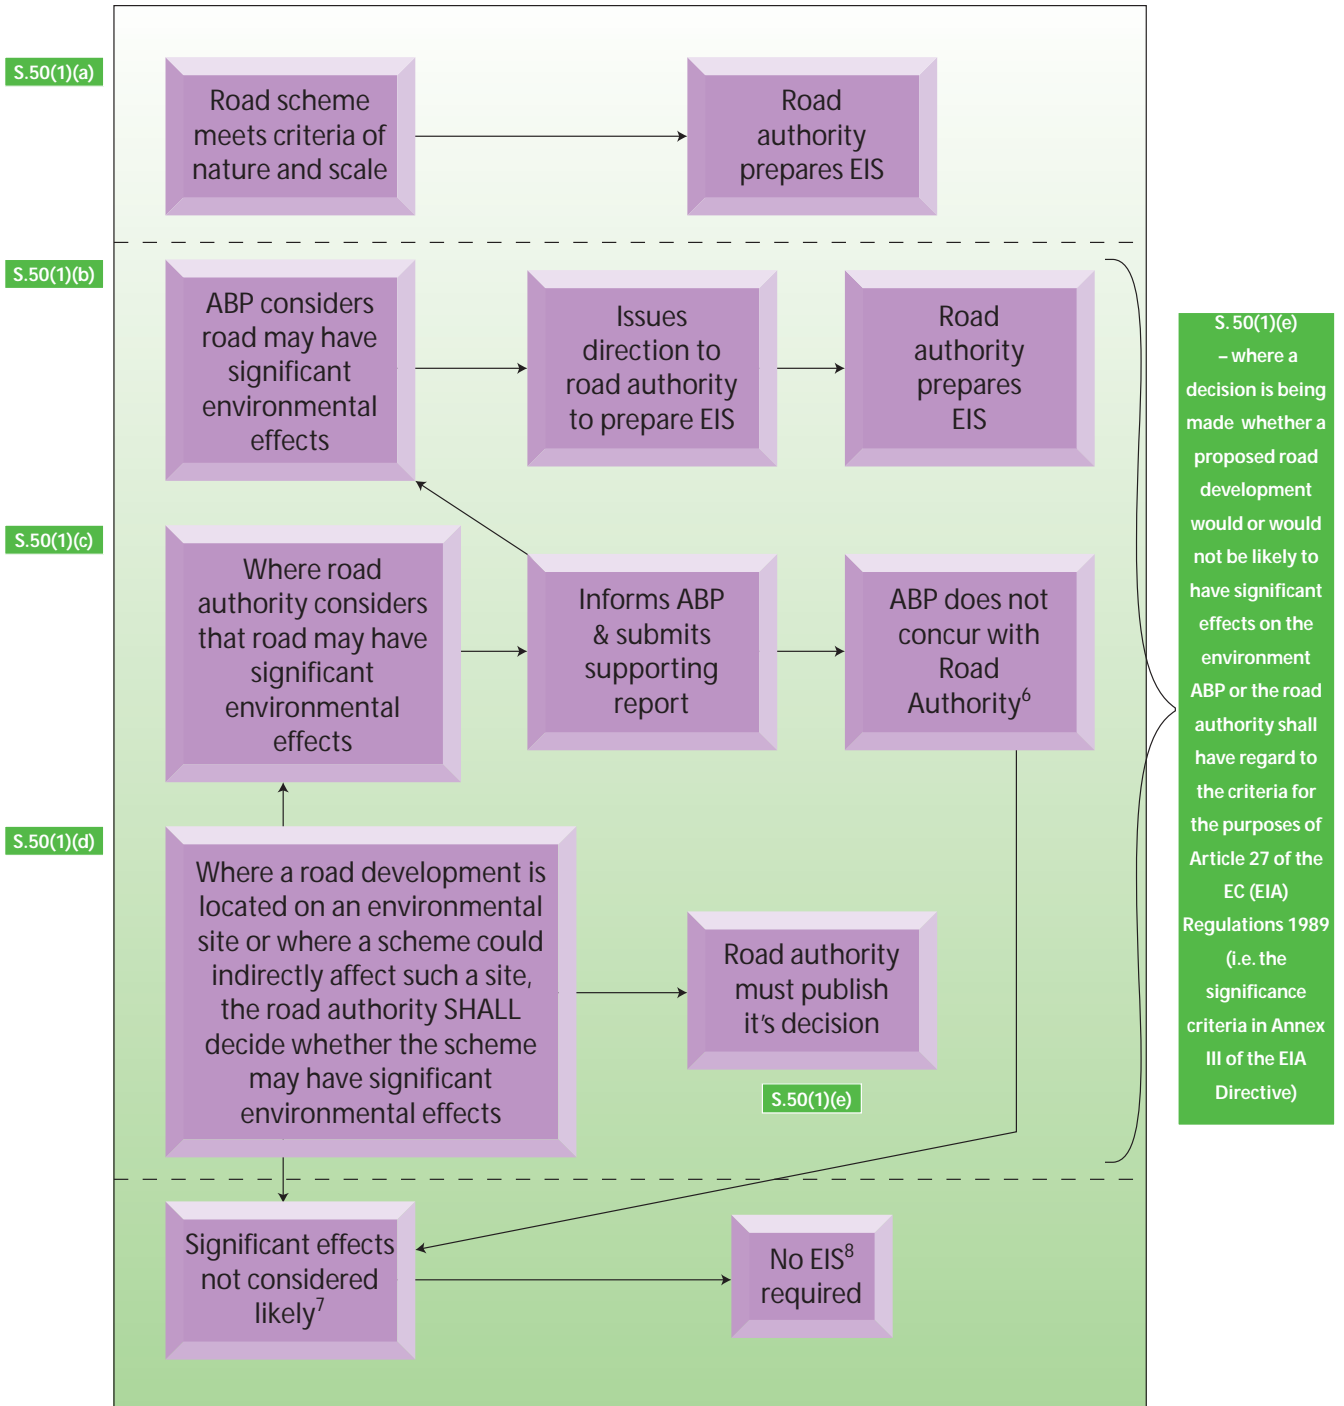 S.50(1)(a)
Road scheme
meets criteria of
nature and scale
Road
authority
prepares EIS
S.50(1)(b)
ABP considers
road may have
significant
environmental
effects
Issues
direction to
road authority
to prepare EIS
Road
authority
prepares
EIS
S.50(1)(c)
Where road
authority considers
that road may have
significant
environmental
effects
Informs ABP
& submits
supporting
report
ABP does not
concur with
Road
Authority⁶
S.50(1)(d)
Where a road development is
located on an environmental
site or where a scheme could
indirectly affect such a site,
the road authority SHALL
decide whether the scheme
may have significant
environmental effects
Road authority
must publish
it's decision
S.50(1)(e)
Significant effects
not considered
likely⁷
No EIS⁸
required
S. 50(1)(e)
– where a
decision is being
made whether a
proposed road
development
would or would
not be likely to
have significant
effects on the
environment
ABP or the road
authority shall
have regard to
the criteria for
the purposes of
Article 27 of the
EC (EIA)
Regulations 1989
(i.e. the
significance
criteria in Annex
III of the EIA
Directive)